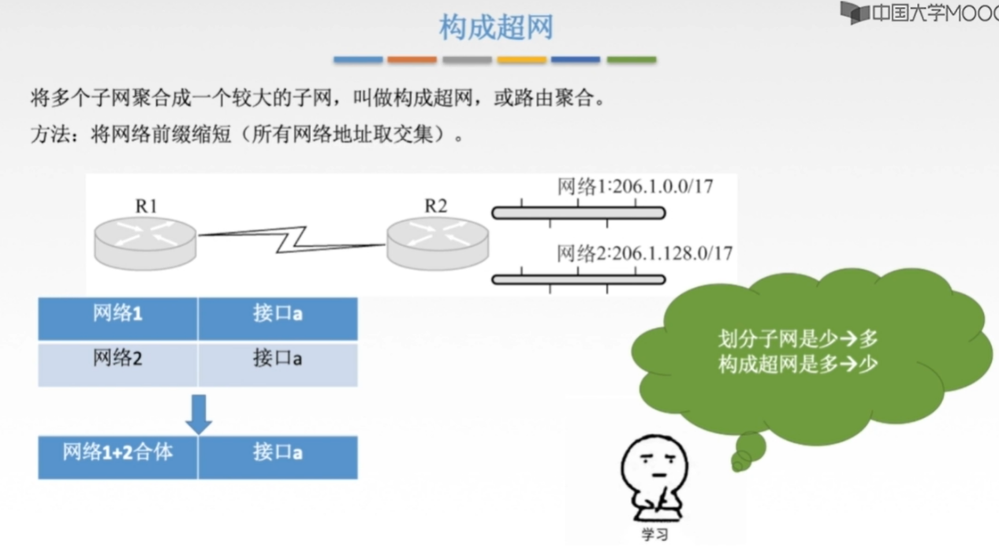 中国大学MOOC
构成超网
将多个子网聚合成一个较大的子网，叫做构成超网，或路由聚合。
方法：将网络前缀缩短（所有网络地址取交集）。
网络1:206.1.0.0/17
R1
R2
网络2:206.1.128.0/17
网络1 接口a
网络2 接口a
网络1+2合体 接口a
划分子网是少→多
构成超网是多→少
学习